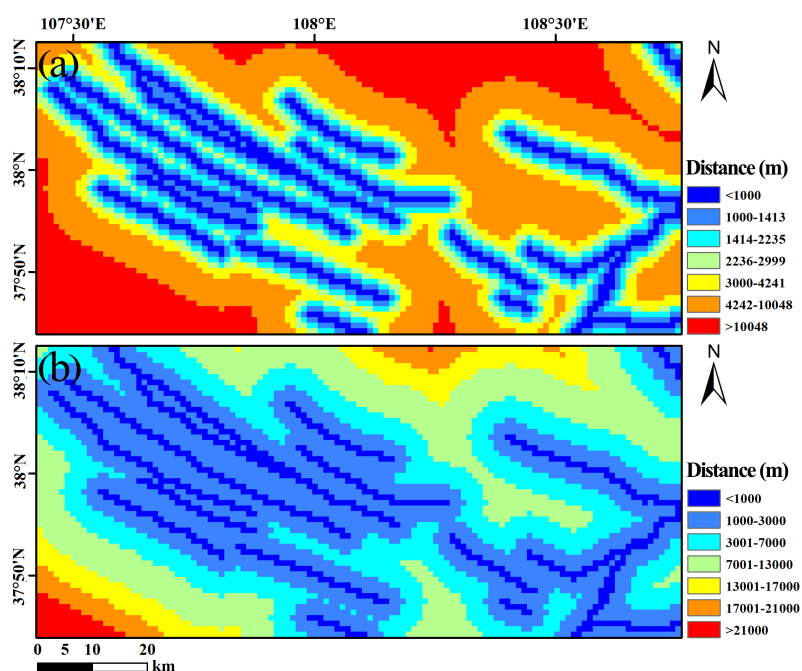 107°30'E 108°E 108°30'E
(a)
38°10'N
38°N
37°50'N
N
Distance (m)
<1000
1000-1413
1414-2235
2236-2999
3000-4241
4242-10048
>10048
(b)
38°10'N
38°N
37°50'N
N
Distance (m)
<1000
1000-3000
3001-7000
7001-13000
13001-17000
17001-21000
>21000
0 5 10 20
km